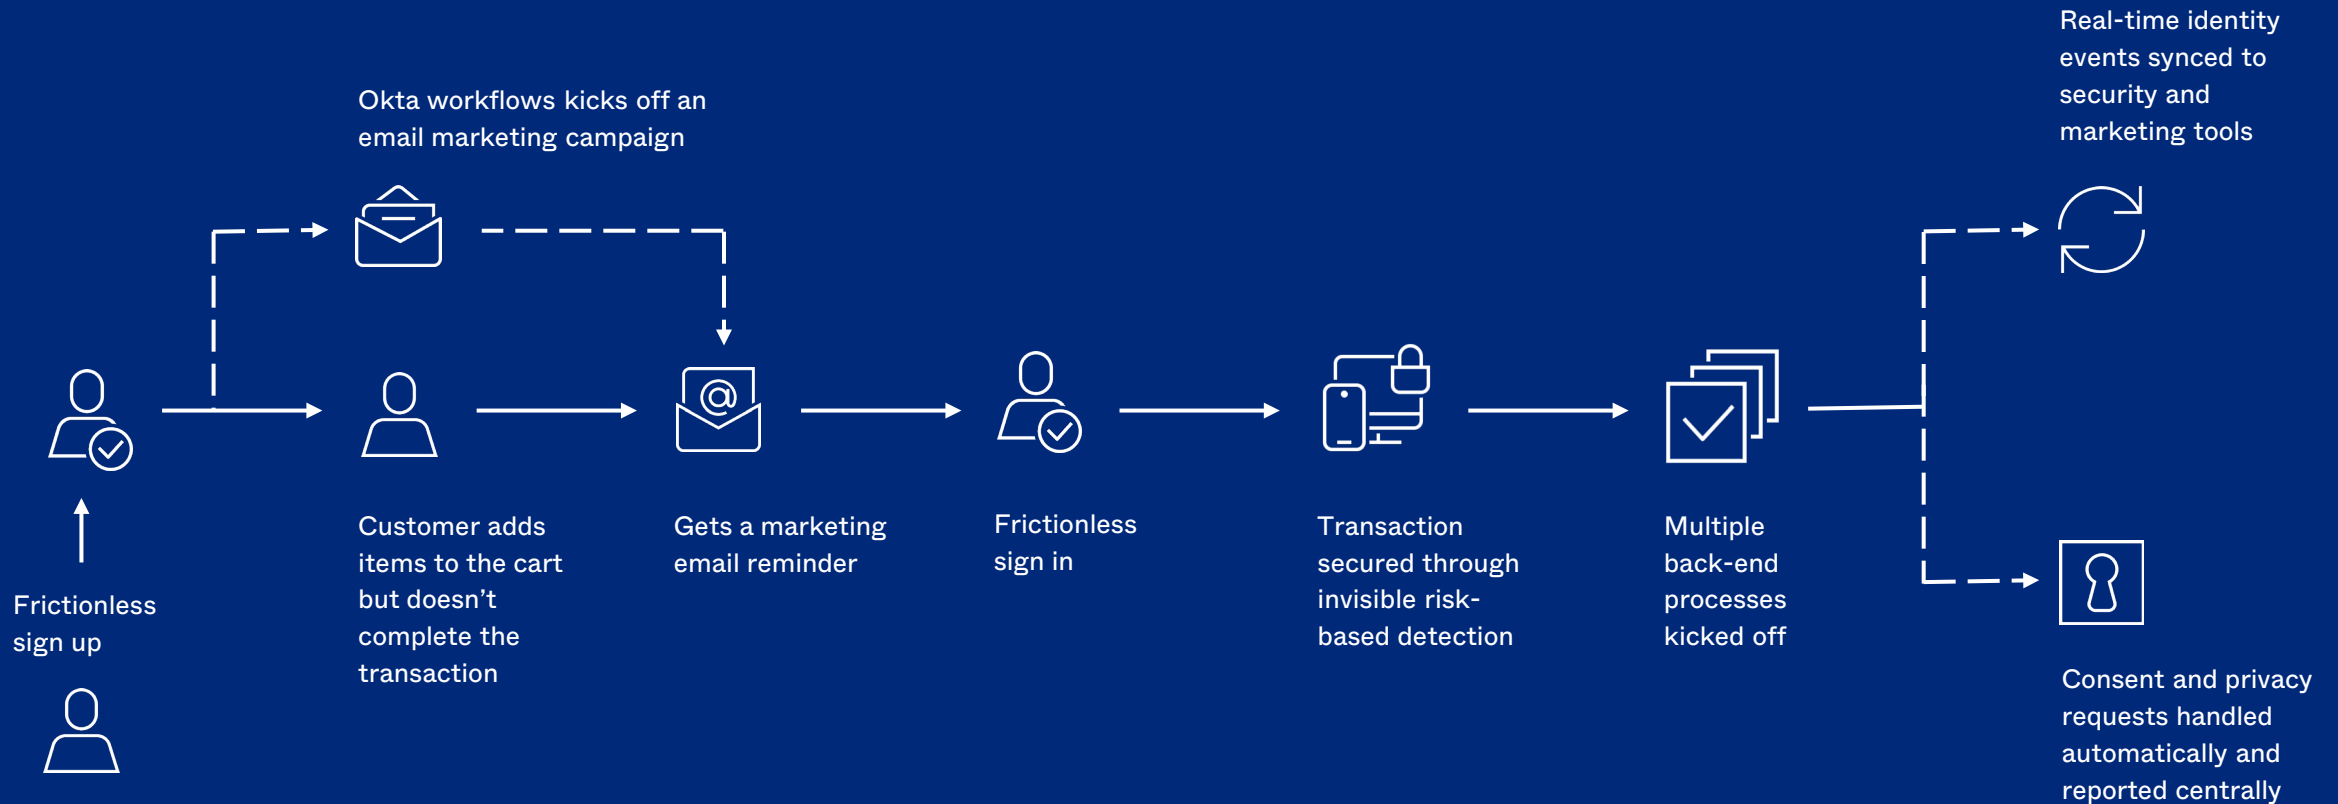 Real-time identity
events synced to
security and
marketing tools
Okta workflows kicks off an
email marketing campaign
Frictionless
sign up
Customer adds
items to the cart
but doesn’t
complete the
transaction
Gets a marketing
email reminder
Frictionless
sign in
Transaction
secured through
invisible risk-
based detection
Multiple
back-end
processes
kicked off
Consent and privacy
requests handled
automatically and
reported centrally